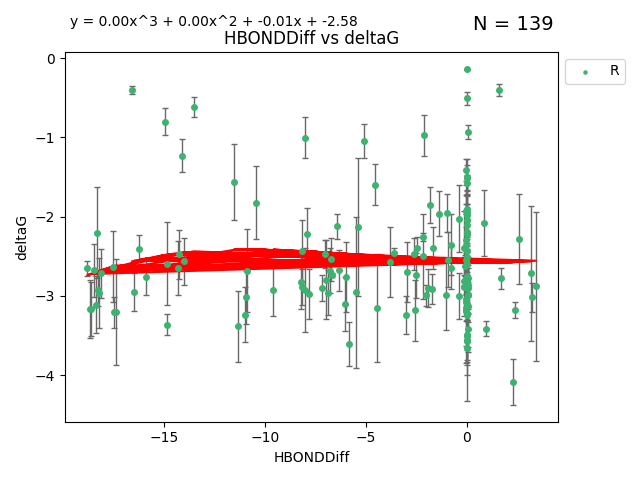 y = 0.00x^3 + 0.00x^2 + -0.01x + -2.58
N = 139
HBONDDiff vs deltaG
R
deltaG
0
−1
−2
−3
−4
−15
−10
−5
0
HBONDDiff